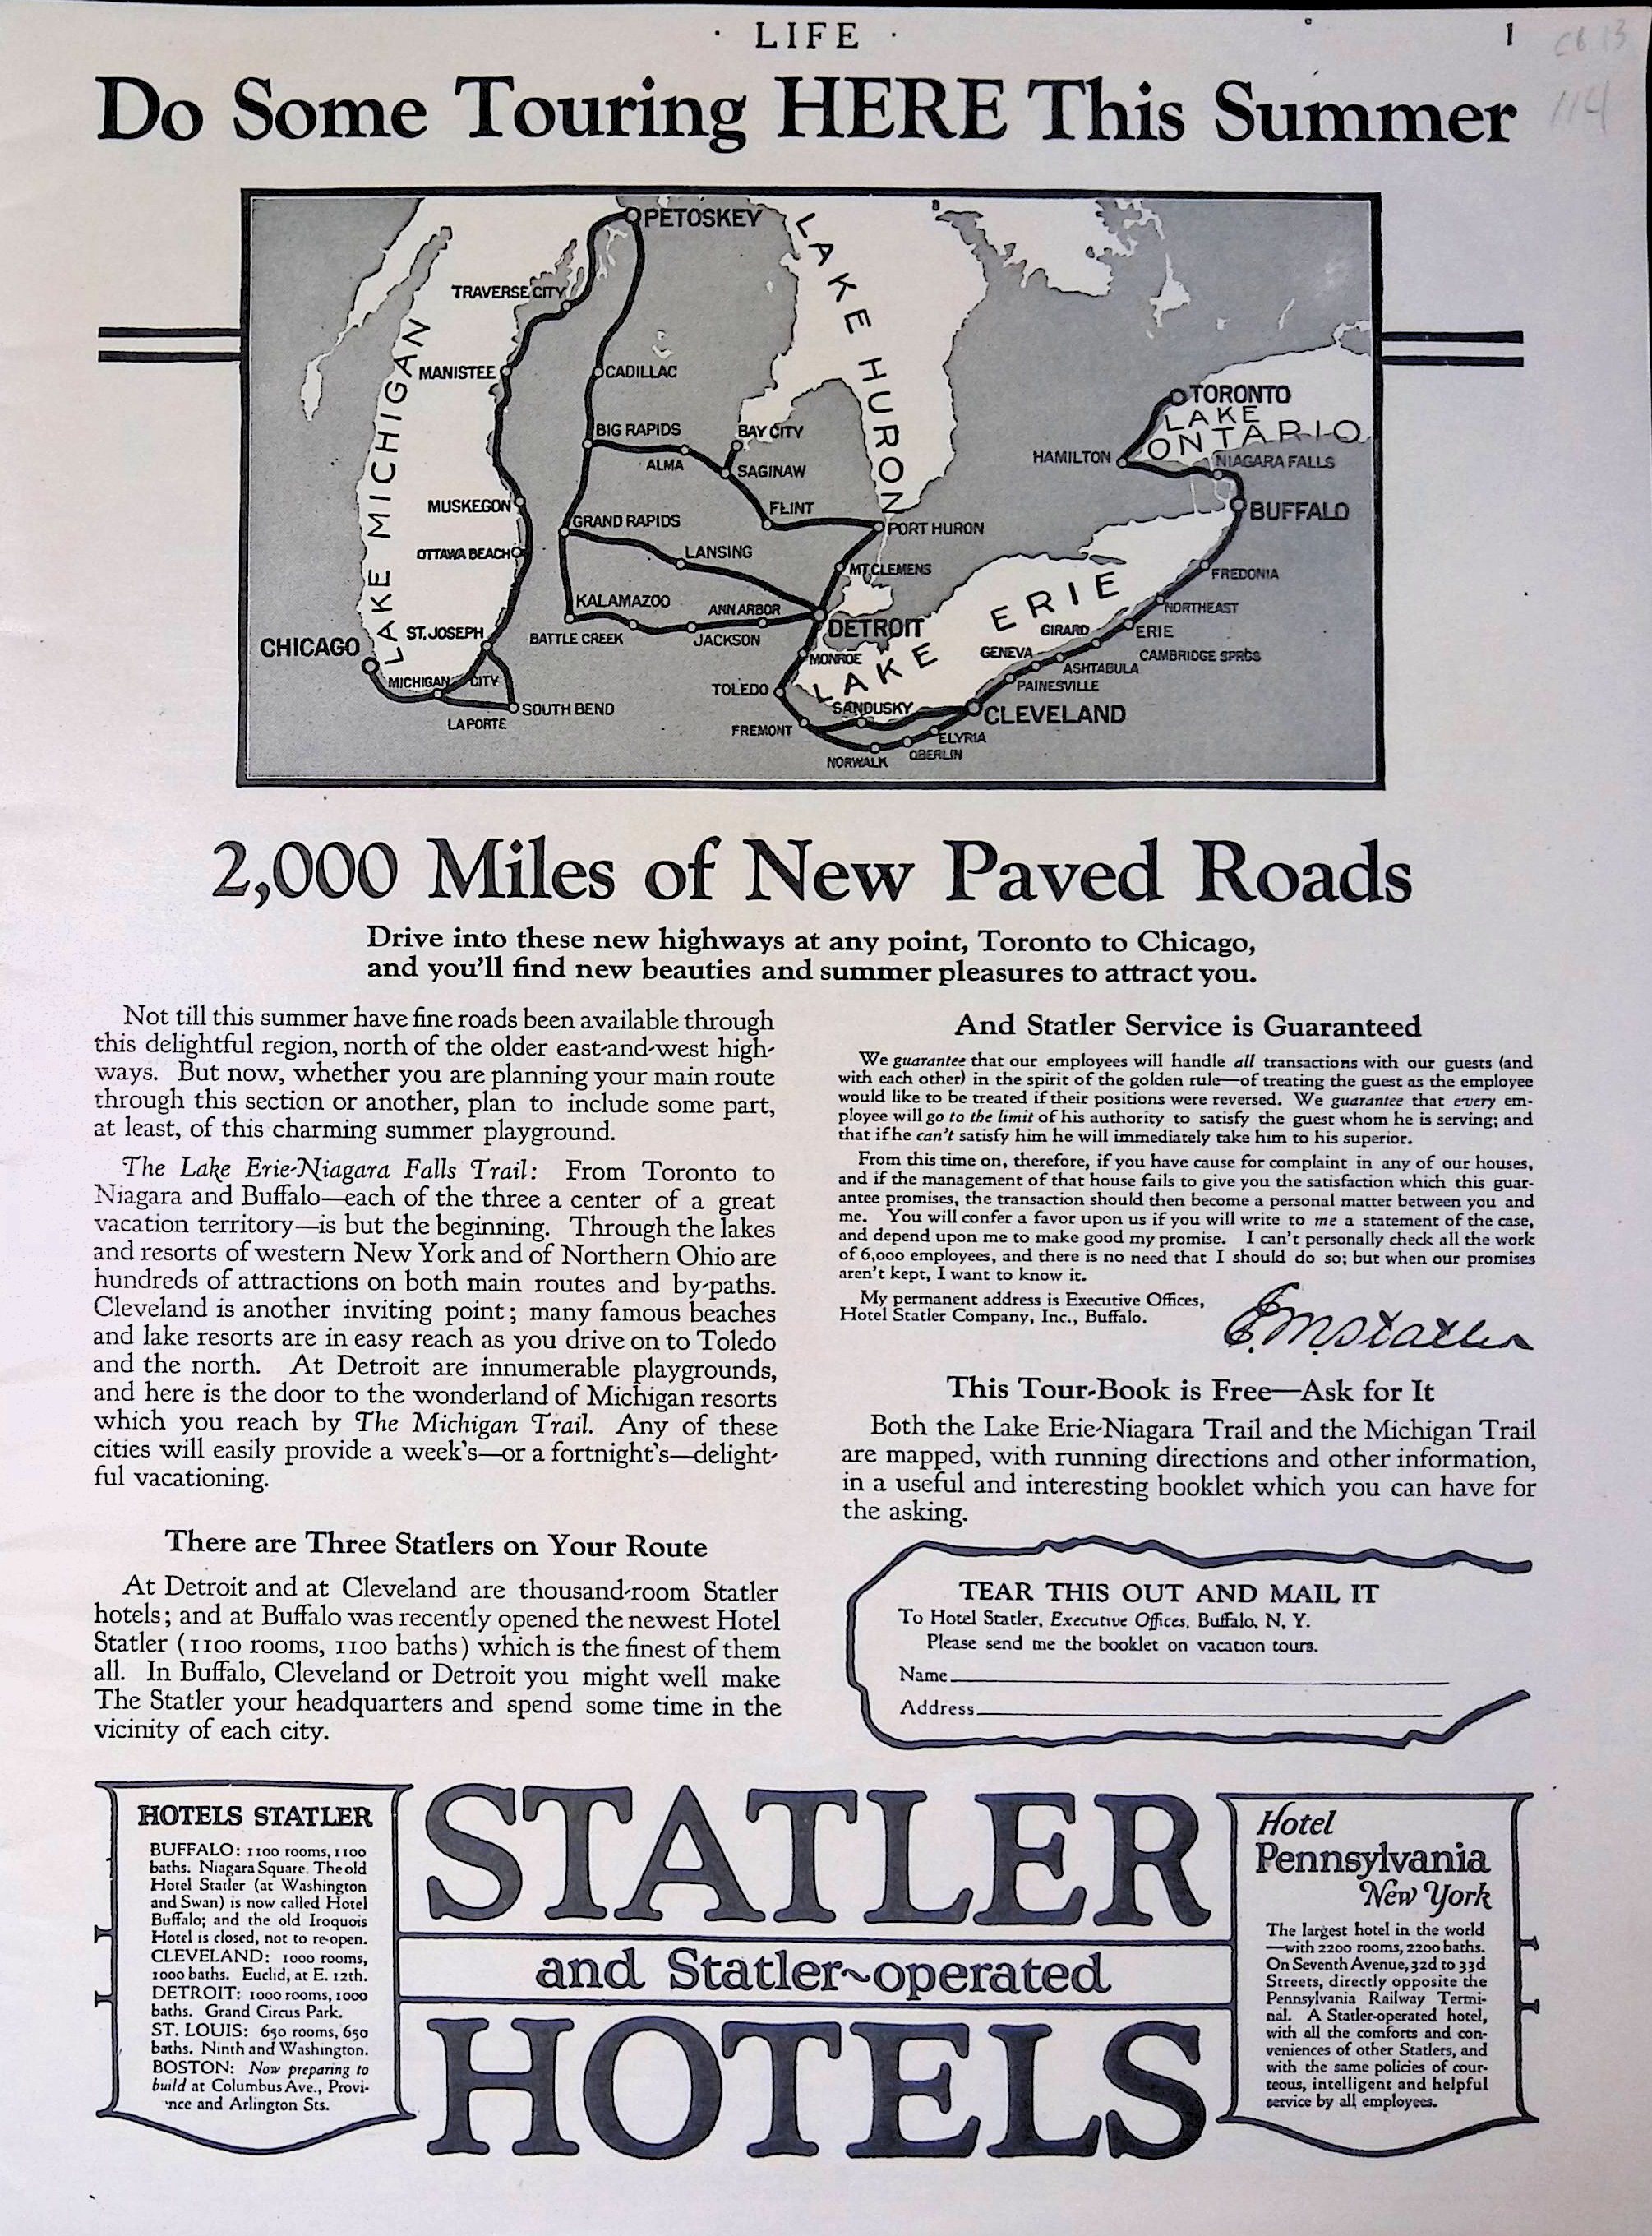 · LIFE ·
1
CB 13
114
Do Some Touring HERE This Summer
PETOSKEY
LAKE HURON
TRAVERSE CITY
LAKE MICHIGAN
MANISTEE
CADILLAC
TORONTO
LAKE
ONTARIO
BIG RAPIDS
BAY CITY
HAMILTON
NIAGARA FALLS
ALMA
SAGINAW
MUSKEGON
FLINT
BUFFALO
GRAND RAPIDS
PORT HURON
OTTAWA BEACH
LANSING
MT. CLEMENS
FREDONIA
KALAMAZOO
ANN ARBOR
LAKE ERIE
NORTHEAST
ST. JOSEPH
BATTLE CREEK
JACKSON
DETROIT
GIRARD
ERIE
CHICAGO
MONROE
GENEVA
CAMBRIDGE SPRGS
ASHTABULA
MICHIGAN CITY
TOLEDO
PAINESVILLE
SOUTH BEND
SANDUSKY
CLEVELAND
LAPORTE
FREMONT
ELYRIA
OBERLIN
NORWALK
2,000 Miles of New Paved Roads
Drive into these new highways at any point, Toronto to Chicago,
and you'll find new beauties and summer pleasures to attract you.
Not till this summer have fine roads been available through
this delightful region, north of the older east-and-west high-
ways. But now, whether you are planning your main route
through this section or another, plan to include some part,
at least, of this charming summer playground.
The Lake Erie-Niagara Falls Trail: From Toronto to
Niagara and Buffalo—each of the three a center of a great
vacation territory—is but the beginning. Through the lakes
and resorts of western New York and of Northern Ohio are
hundreds of attractions on both main routes and by-paths.
Cleveland is another inviting point; many famous beaches
and lake resorts are in easy reach as you drive on to Toledo
and the north. At Detroit are innumerable playgrounds,
and here is the door to the wonderland of Michigan resorts
which you reach by The Michigan Trail. Any of these
cities will easily provide a week's—or a fortnight's—delight-
ful vacationing.
There are Three Statlers on Your Route
At Detroit and at Cleveland are thousand-room Statler
hotels; and at Buffalo was recently opened the newest Hotel
Statler (1100 rooms, 1100 baths) which is the finest of them
all. In Buffalo, Cleveland or Detroit you might well make
The Statler your headquarters and spend some time in the
vicinity of each city.
And Statler Service is Guaranteed
We guarantee that our employees will handle all transactions with our guests (and
with each other) in the spirit of the golden rule—of treating the guest as the employee
would like to be treated if their positions were reversed. We guarantee that every em-
ployee will go to the limit of his authority to satisfy the guest whom he is serving; and
that if he can't satisfy him he will immediately take him to his superior.
From this time on, therefore, if you have cause for complaint in any of our houses,
and if the management of that house fails to give you the satisfaction which this guar-
antee promises, the transaction should then become a personal matter between you and
me. You will confer a favor upon us if you will write to me a statement of the case,
and depend upon me to make good my promise. I can't personally check all the work
of 6,000 employees, and there is no need that I should do so; but when our promises
aren't kept, I want to know it.
My permanent address is Executive Offices,
Hotel Statler Company, Inc., Buffalo.
E.M. Statler
This Tour-Book is Free—Ask for It
Both the Lake Erie-Niagara Trail and the Michigan Trail
are mapped, with running directions and other information,
in a useful and interesting booklet which you can have for
the asking.
TEAR THIS OUT AND MAIL IT
To Hotel Statler, Executive Offices, Buffalo, N, Y.
Please send me the booklet on vacation tours.
Name
Address
HOTELS STATLER
BUFFALO: 1100 rooms, 1100
baths. Niagara Square. The old
Hotel Statler (at Washington
and Swan) is now called Hotel
Buffalo; and the old Iroquois
Hotel is closed, not to re-open.
CLEVELAND: 1000 rooms,
1000 baths. Euclid, at E. 12th.
DETROIT: 1000 rooms, 1000
baths. Grand Circus Park.
ST. LOUIS: 650 rooms, 650
baths. Ninth and Washington.
BOSTON: Now preparing to
build at Columbus Ave., Provi-
nce and Arlington Sts.
STATLER
and Statler-operated
HOTELS
Hotel
Pennsylvania
New York
The largest hotel in the world
—with 2200 rooms, 2200 baths.
On Seventh Avenue, 32d to 33d
Streets, directly opposite the
Pennsylvania Railway Termi-
nal. A Statler-operated hotel,
with all the comforts and con-
veniences of other Statlers, and
with the same policies of cour-
teous, intelligent and helpful
service by all employees.